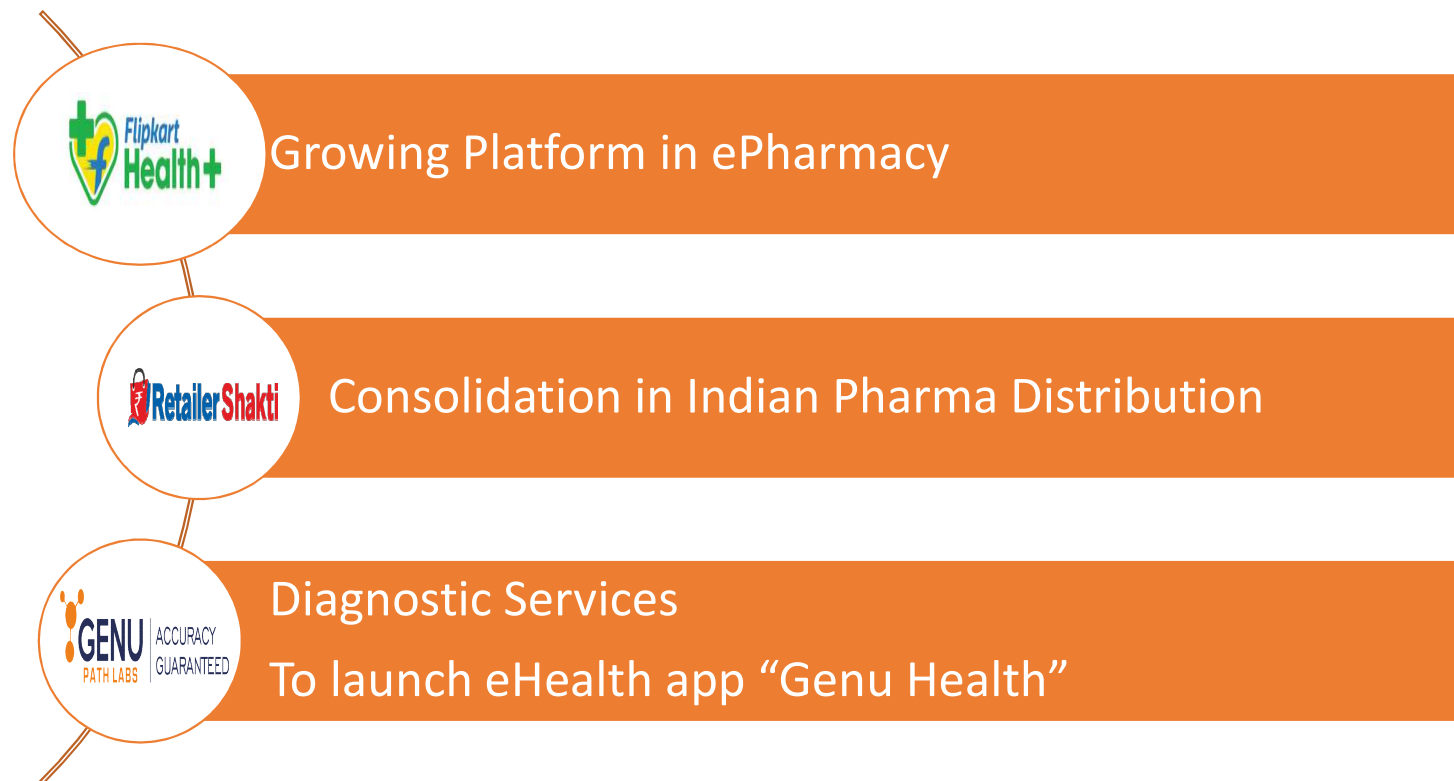 Flipkart
Health+
Growing Platform in ePharmacy
₹
RetailerShakti
Consolidation in Indian Pharma Distribution
GENU
PATH LABS
ACCURACY
GUARANTEED
Diagnostic Services
To launch eHealth app “Genu Health”